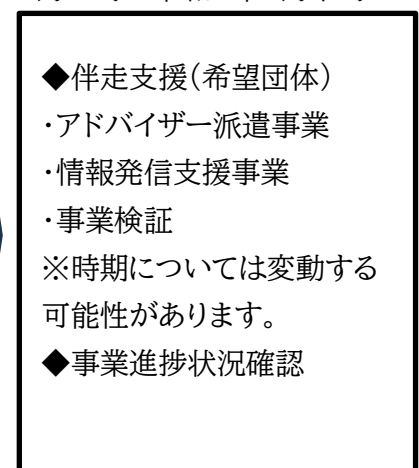 ◆伴走支援(希望団体)
・アドバイザー派遣事業
・情報発信支援事業
・事業検証
※時期については変動する
可能性があります。
◆事業進捗状況確認